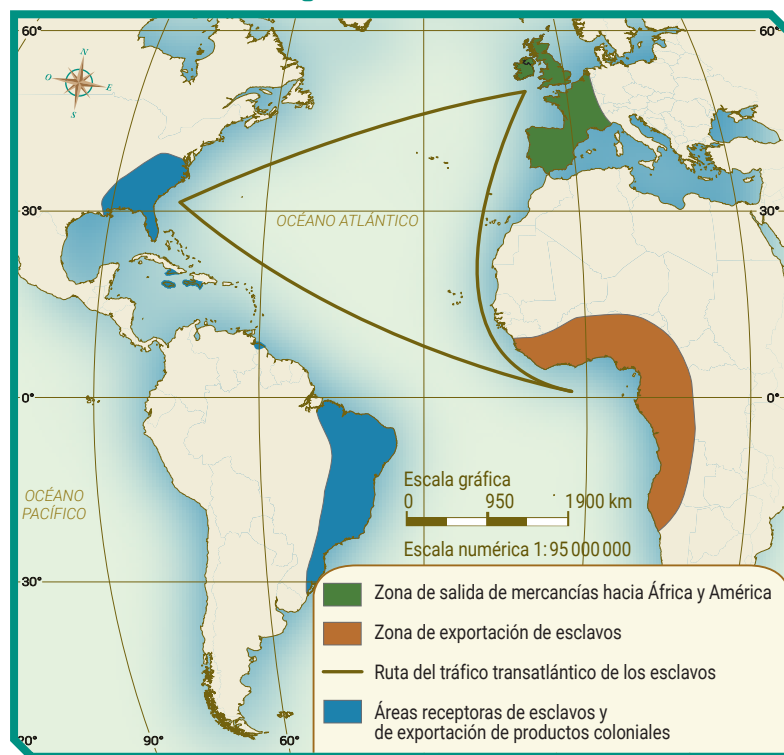 60°
60°
N
O
E
S
30°
OCÉANO ATLÁNTICO
30°
0°
0°
OCÉANO
PACÍFICO
Escala gráfica
0 950 1900 km
Escala numérica 1:95 000 000
30°
Zona de salida de mercancías hacia África y América
Zona de exportación de esclavos
Ruta del tráfico transatlántico de los esclavos
Áreas receptoras de esclavos y
de exportación de productos coloniales
90°
60°